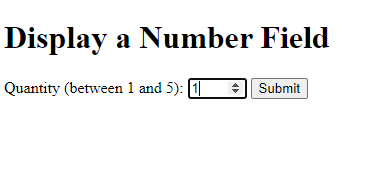 Display a Number Field
Quantity (between 1 and 5): 1 Submit